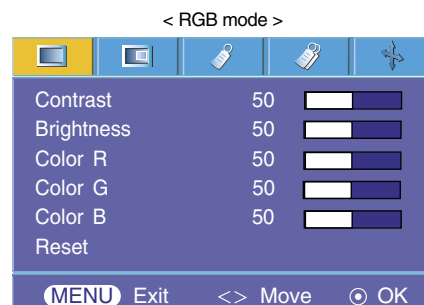 < RGB mode >
Contrast 50
Brightness 50
Color R 50
Color G 50
Color B 50
Reset
MENU Exit <> Move ⊙ OK